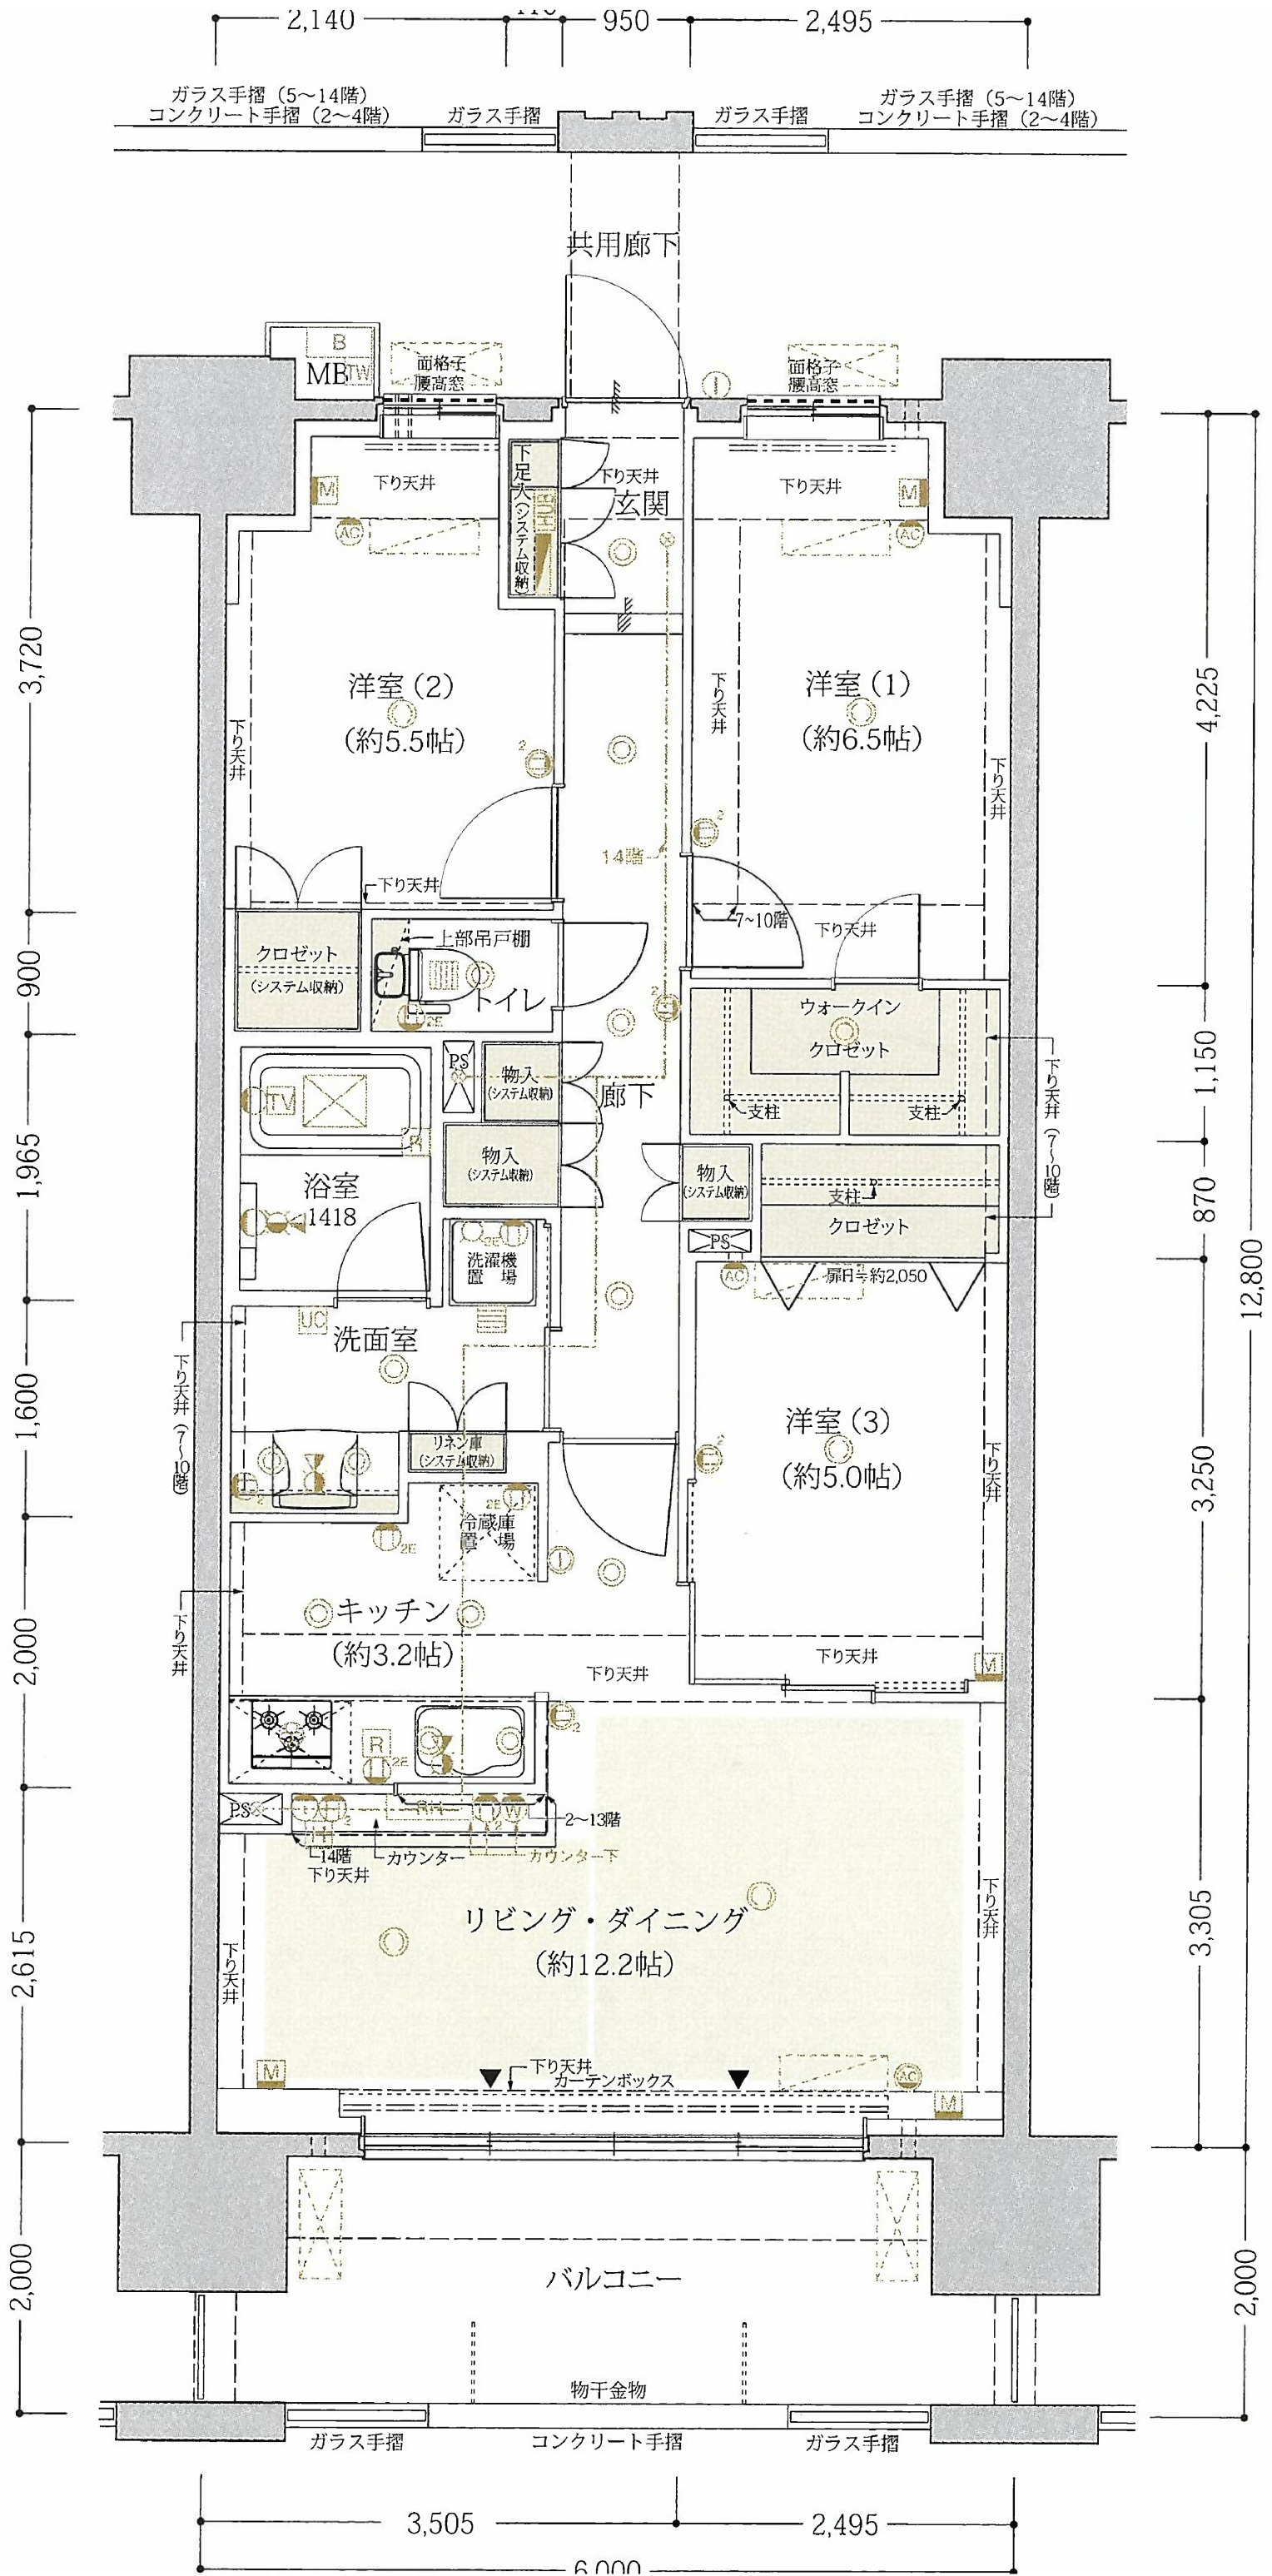 2,140
950
2,495
ガラス手摺（5〜14階）
コンクリート手摺（2〜4階）
ガラス手摺
ガラス手摺
ガラス手摺（5〜14階）
コンクリート手摺（2〜4階）
共用廊下
B
MB
TW
面格子
腰高窓
面格子
腰高窓
下足入(システム収納)
下り天井
玄関
下り天井
下り天井
M
M
AC
AC
3,720
4,225
洋室（2）
（約5.5帖）
洋室（1）
（約6.5帖）
下り天井
下り天井
下り天井
2
2
14階
下り天井
7~10階
下り天井
クロゼット
（システム収納）
上部吊戸棚
トイレ
2E
2
900
ウォークイン
クロゼット
支柱
支柱
1,150
下り天井（7〜10階）
PS
物入
（システム収納）
廊下
TV
R
物入
（システム収納）
物入
（システム収納）
支柱
クロゼット
870
1,965
浴室
1418
2E
洗濯機
置場
PS
AC
扉H=約2,050
12,800
UC
洗面室
下り天井（7〜10階）
1,600
リネン庫
（システム収納）
2
洋室（3）
（約5.0帖）
2
下り天井
3,250
2E
冷蔵庫
置場
2E
キッチン
（約3.2帖）
下り天井
2,000
下り天井
下り天井
M
R
2E
2
PS
2
2
W
2〜13階
14階
下り天井
カウンター
カウンター下
リビング・ダイニング
（約12.2帖）
下り天井
下り天井
2,615
3,305
M
下り天井
カーテンボックス
AC
M
バルコニー
2,000
2,000
物干金物
ガラス手摺
コンクリート手摺
ガラス手摺
3,505
2,495
6,000